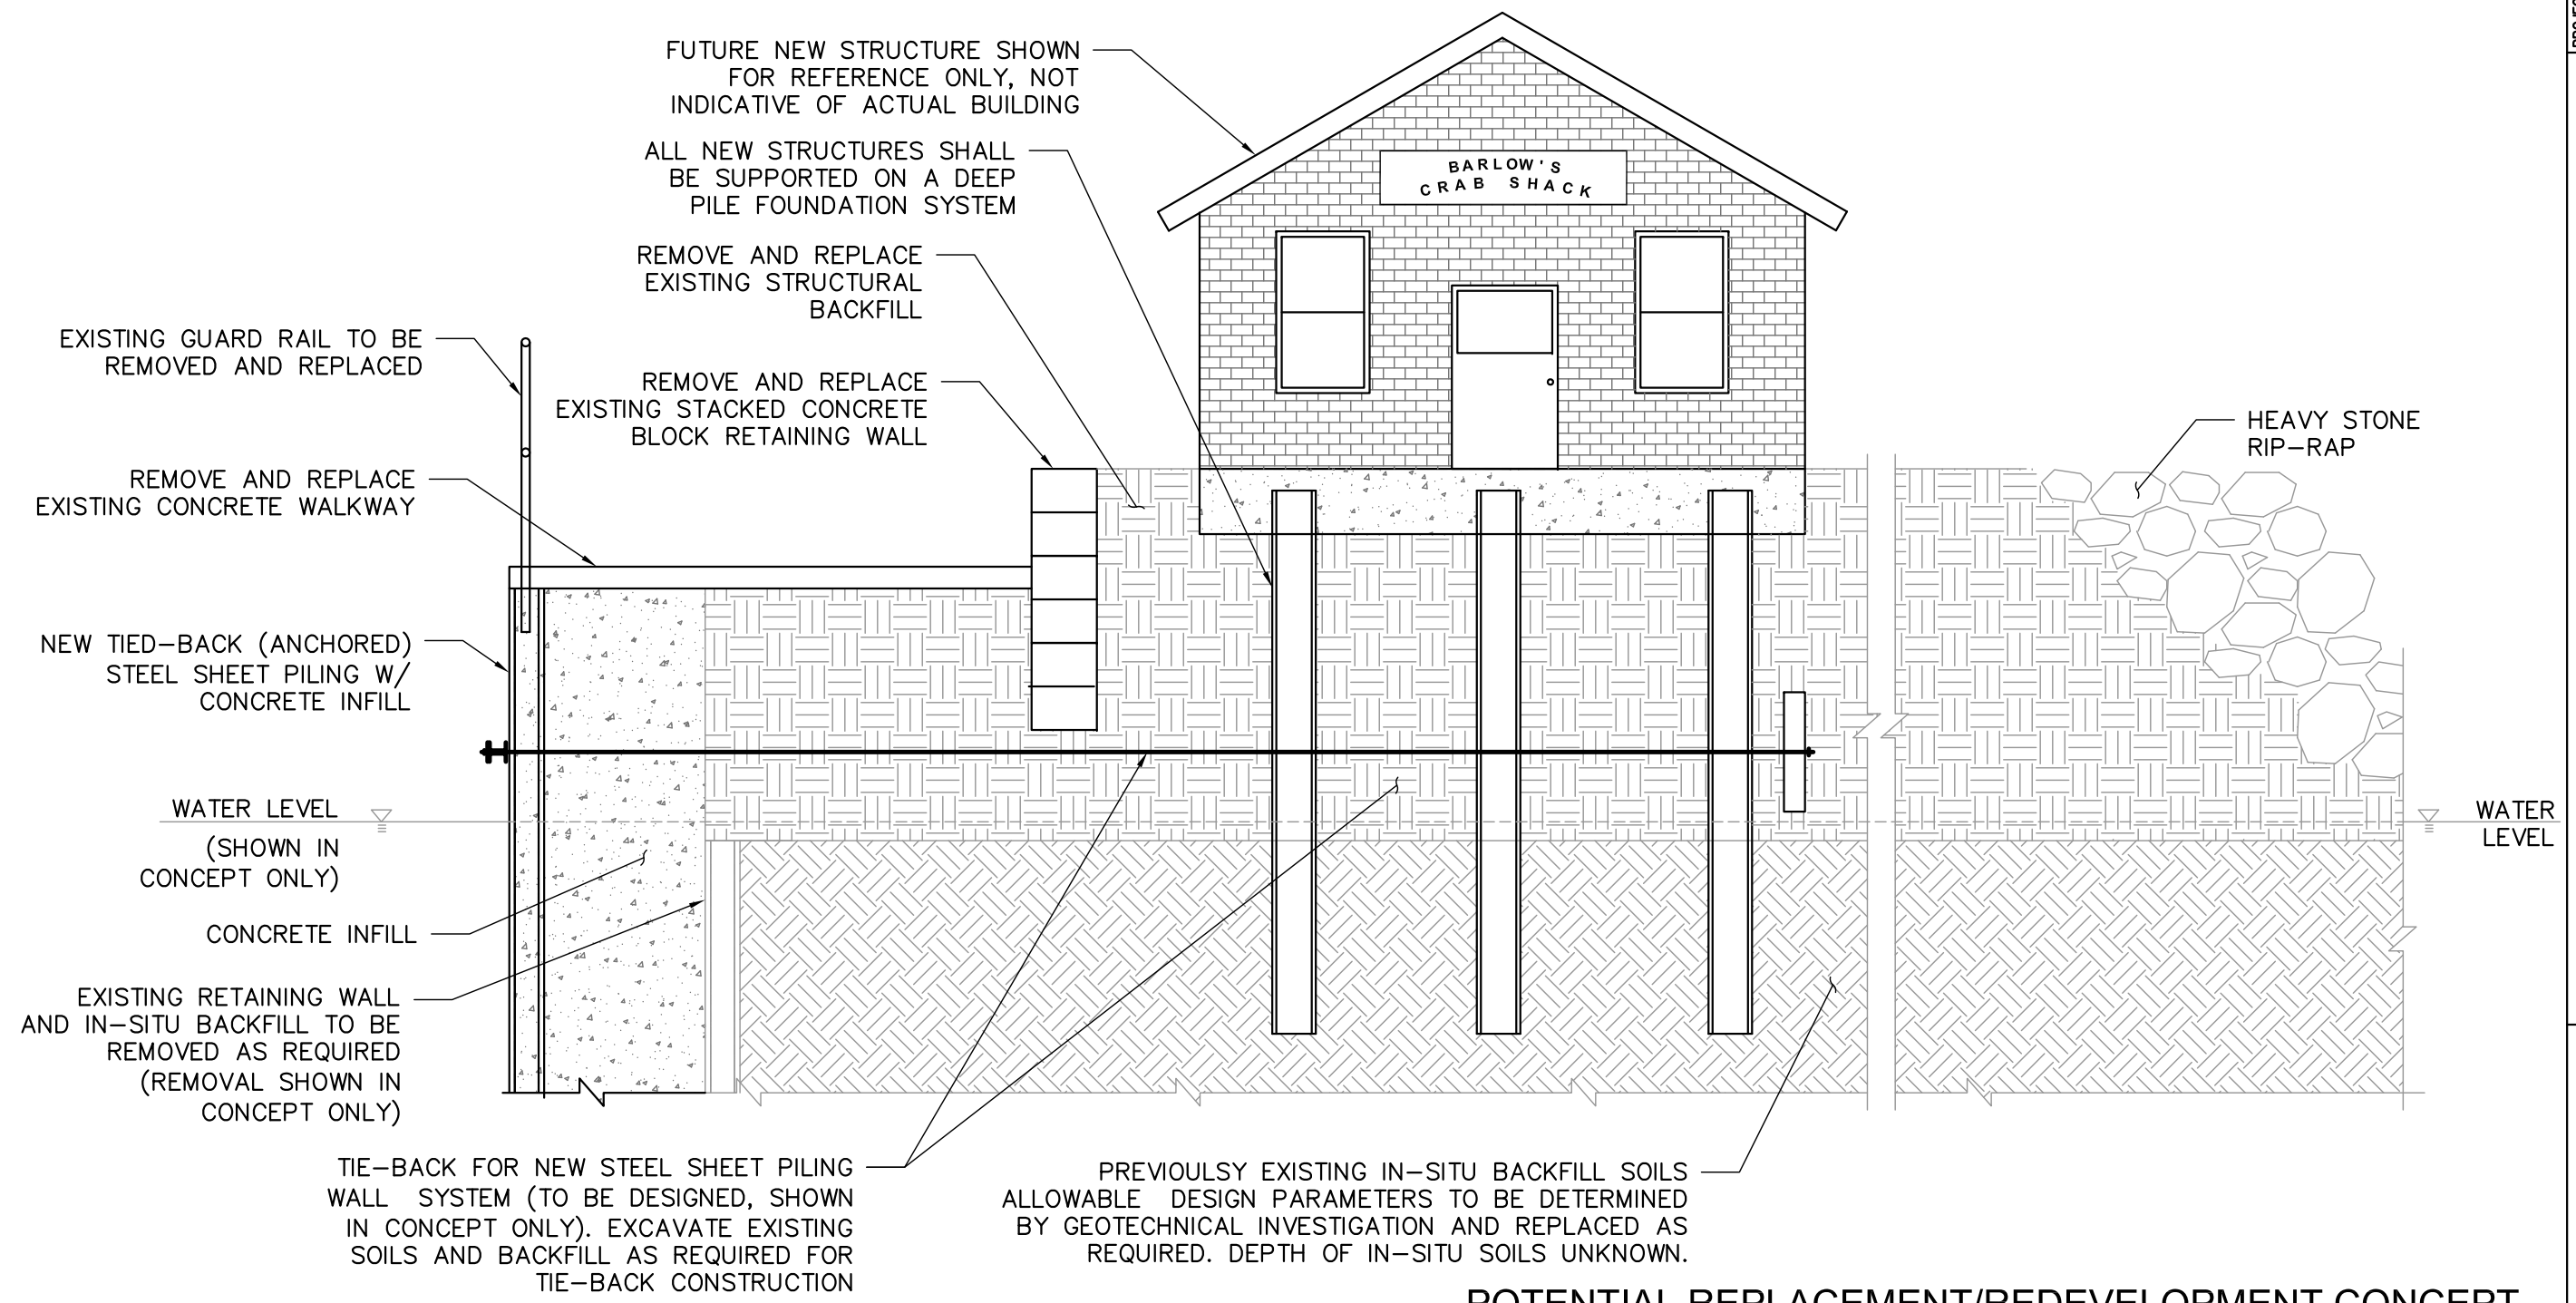 FUTURE NEW STRUCTURE SHOWN
FOR REFERENCE ONLY, NOT
INDICATIVE OF ACTUAL BUILDING
ALL NEW STRUCTURES SHALL
BE SUPPORTED ON A DEEP
PILE FOUNDATION SYSTEM
BARLOW'S
CRAB SHACK
REMOVE AND REPLACE
EXISTING STRUCTURAL
BACKFILL
EXISTING GUARD RAIL TO BE
REMOVED AND REPLACED
REMOVE AND REPLACE
EXISTING STACKED CONCRETE
BLOCK RETAINING WALL
HEAVY STONE
RIP-RAP
REMOVE AND REPLACE
EXISTING CONCRETE WALKWAY
NEW TIED-BACK (ANCHORED)
STEEL SHEET PILING W/
CONCRETE INFILL
WATER LEVEL
(SHOWN IN
CONCEPT ONLY)
WATER
LEVEL
CONCRETE INFILL
EXISTING RETAINING WALL
AND IN-SITU BACKFILL TO BE
REMOVED AS REQUIRED
(REMOVAL SHOWN IN
CONCEPT ONLY)
TIE-BACK FOR NEW STEEL SHEET PILING
WALL SYSTEM (TO BE DESIGNED, SHOWN
IN CONCEPT ONLY). EXCAVATE EXISTING
SOILS AND BACKFILL AS REQUIRED FOR
TIE-BACK CONSTRUCTION
PREVIOULSY EXISTING IN-SITU BACKFILL SOILS
ALLOWABLE DESIGN PARAMETERS TO BE DETERMINED
BY GEOTECHNICAL INVESTIGATION AND REPLACED AS
REQUIRED. DEPTH OF IN-SITU SOILS UNKNOWN.
POTENTIAL REPLACEMENT/REDEVELOPMENT CONCEPT